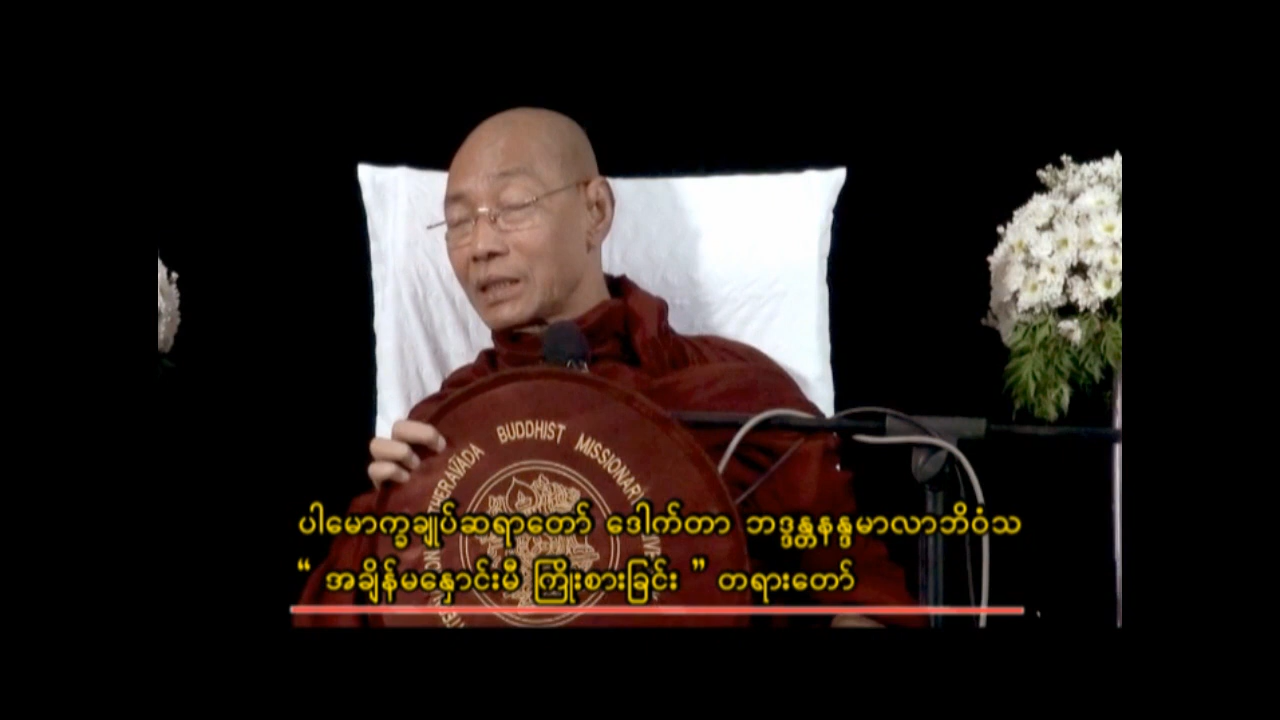 THERAVADA BUDDHIST MISSIONARY
ပါမောက္ခချုပ်ဆရာတော် ဒေါက်တာ ဘဒ္ဒန္တနန္ဒမာလာဘိဝံသ
“ အချိန်မနှောင်းမီ ကြိုးစားခြင်း ” တရားတော်